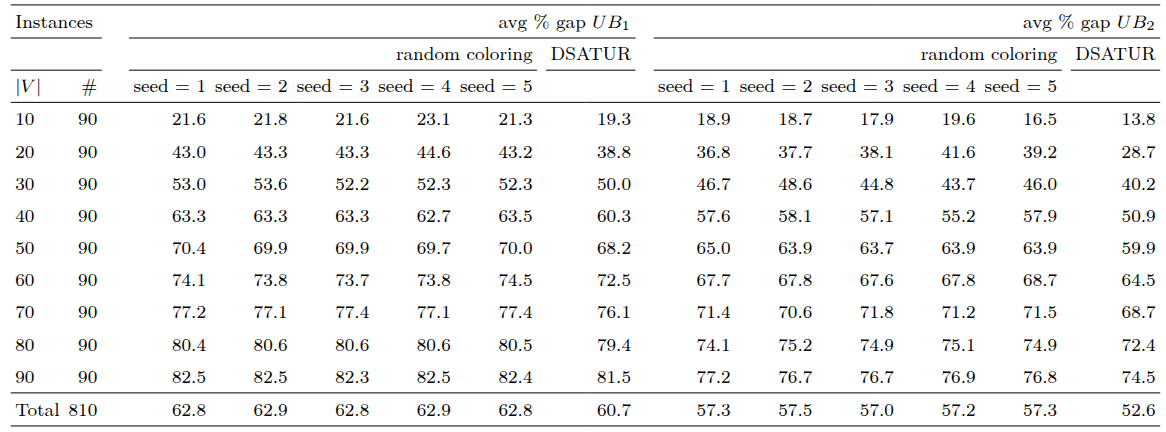 Instances avg % gap UB₁ avg % gap UB₂
random coloring DSATUR random coloring DSATUR
|V| # seed = 1 seed = 2 seed = 3 seed = 4 seed = 5 seed = 1 seed = 2 seed = 3 seed = 4 seed = 5
10 90 21.6 21.8 21.6 23.1 21.3 19.3 18.9 18.7 17.9 19.6 16.5 13.8
20 90 43.0 43.3 43.3 44.6 43.2 38.8 36.8 37.7 38.1 41.6 39.2 28.7
30 90 53.0 53.6 52.2 52.3 52.3 50.0 46.7 48.6 44.8 43.7 46.0 40.2
40 90 63.3 63.3 63.3 62.7 63.5 60.3 57.6 58.1 57.1 55.2 57.9 50.9
50 90 70.4 69.9 69.9 69.7 70.0 68.2 65.0 63.9 63.7 63.9 63.9 59.9
60 90 74.1 73.8 73.7 73.8 74.5 72.5 67.7 67.8 67.6 67.8 68.7 64.5
70 90 77.2 77.1 77.4 77.1 77.4 76.1 71.4 70.6 71.8 71.2 71.5 68.7
80 90 80.4 80.6 80.6 80.6 80.5 79.4 74.1 75.2 74.9 75.1 74.9 72.4
90 90 82.5 82.5 82.3 82.5 82.4 81.5 77.2 76.7 76.7 76.9 76.8 74.5
Total 810 62.8 62.9 62.8 62.9 62.8 60.7 57.3 57.5 57.0 57.2 57.3 52.6